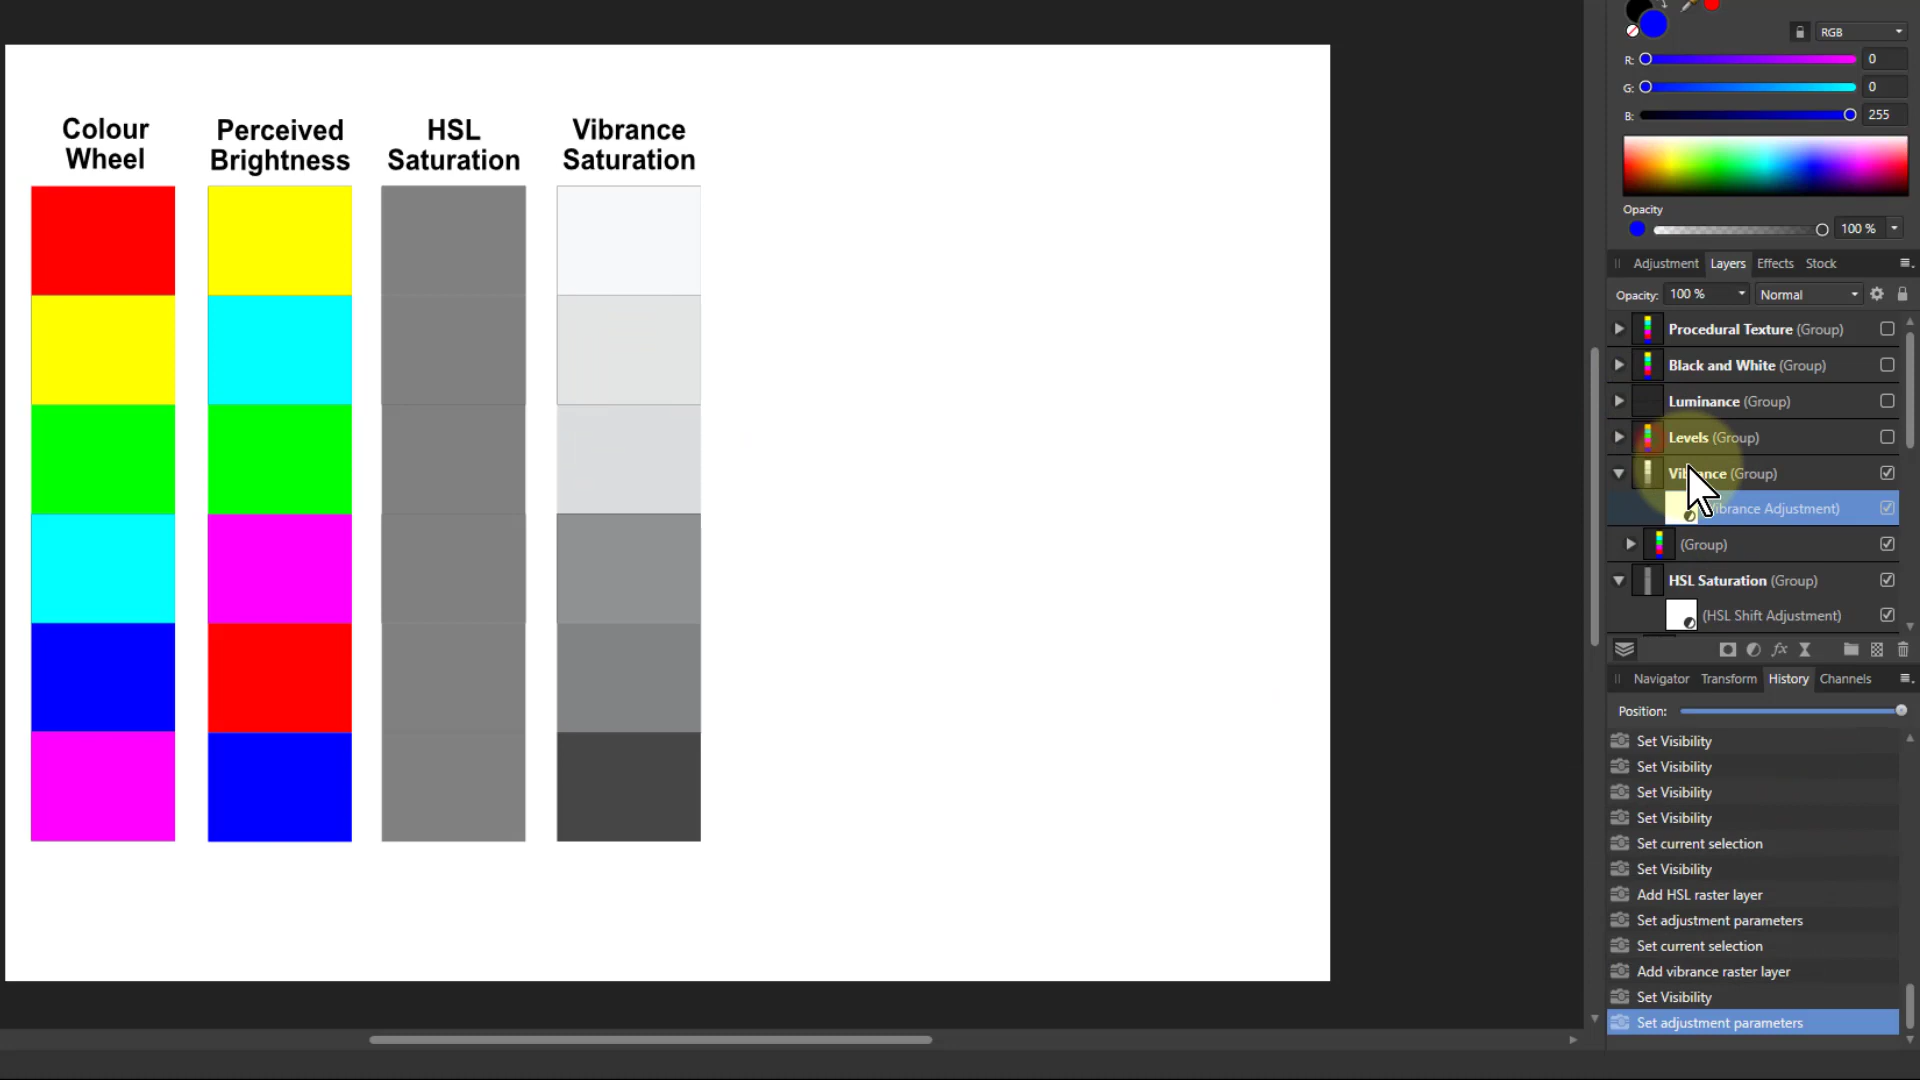 Colour
Wheel
Perceived
Brightness
HSL
Saturation
Vibrance
Saturation
RGB
R: 0
G: 0
B: 255
Opacity
100 %
Adjustment Layers Effects Stock
Opacity: 100 % Normal
Procedural Texture (Group)
Black and White (Group)
Luminance (Group)
Levels (Group)
(Group)
Adjustment)
(Group)
HSL Saturation (Group)
(HSL Shift Adjustment)
fx
Navigator Transform History Channels
Position:
Set Visibility
Set Visibility
Set Visibility
Set Visibility
Set current selection
Set Visibility
Add HSL raster layer
Set adjustment parameters
Set current selection
Add vibrance raster layer
Set Visibility
Set adjustment parameters